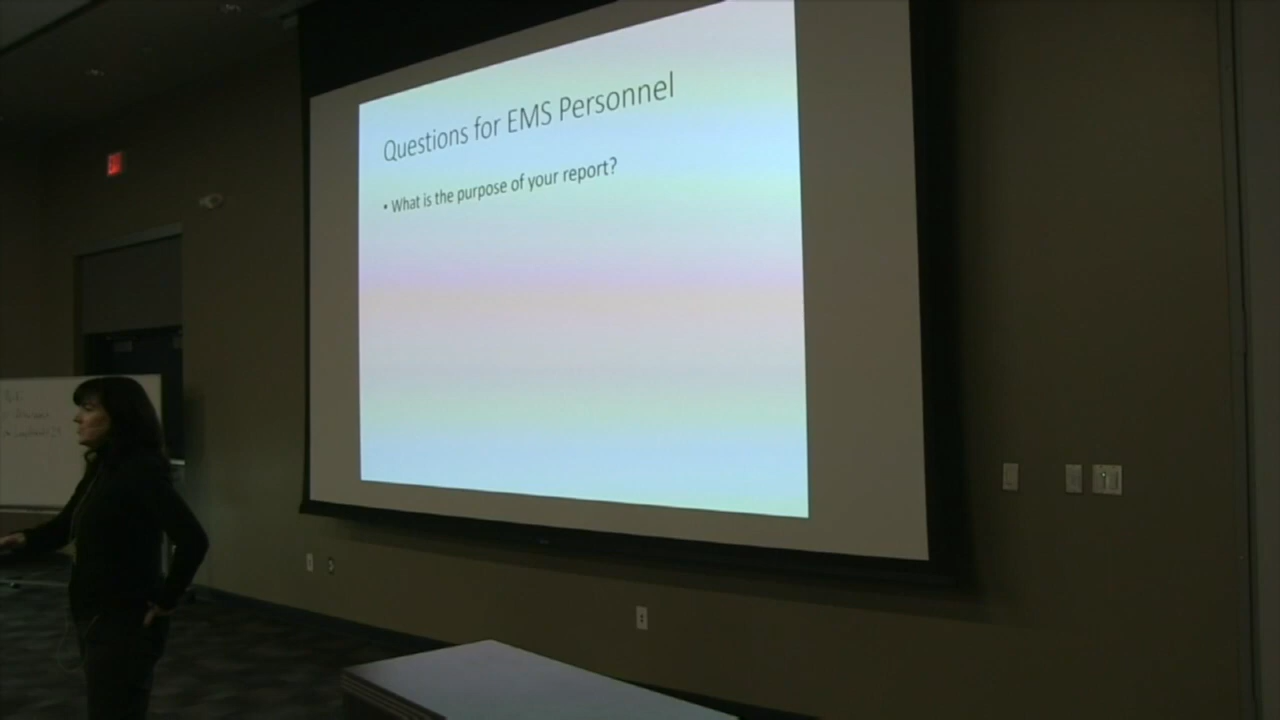 Questions for EMS Personnel
• What is the purpose of your report?